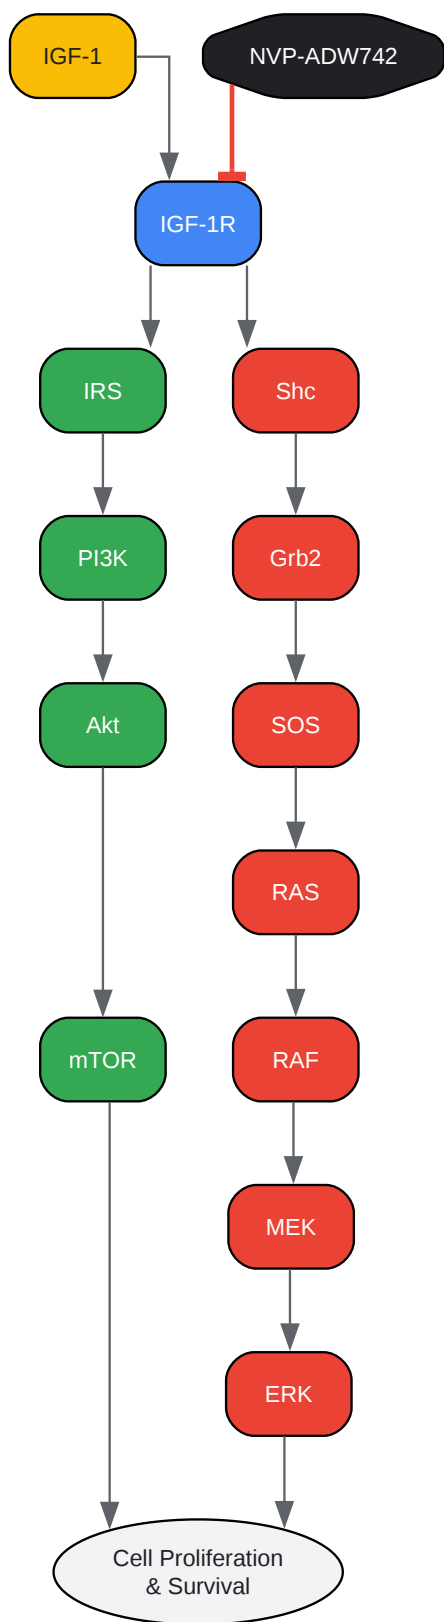 IGF-1
NVP-ADW742
IGF-1R
IRS
Shc
PI3K
Grb2
Akt
SOS
RAS
mTOR
RAF
MEK
ERK
Cell Proliferation
& Survival